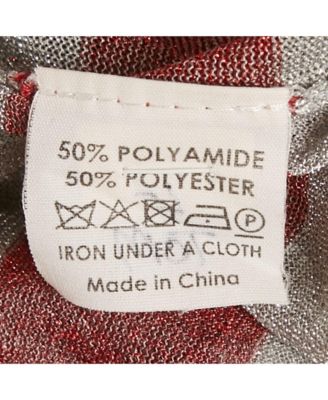 50% POLYAMIDE
50% POLYESTER
P
IRON UNDER A CLOTH
Made in China